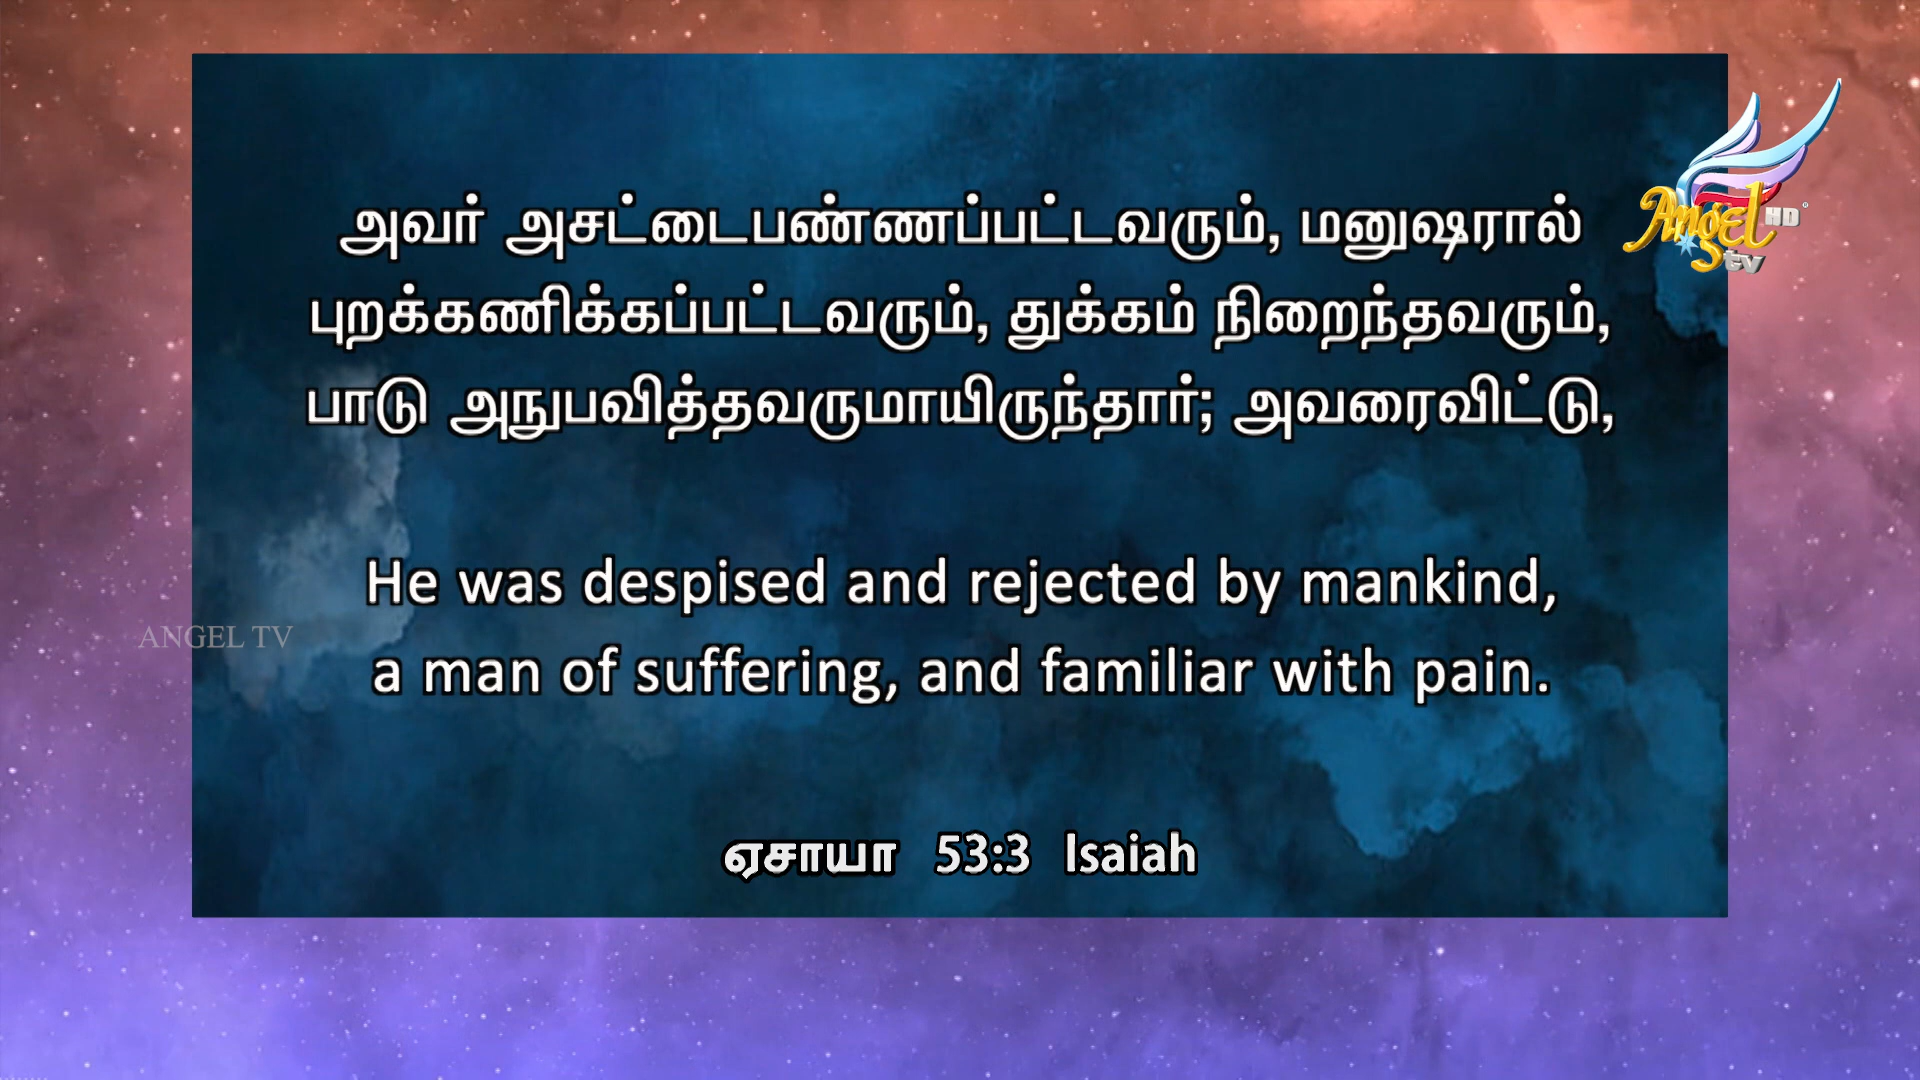 அவர் அசட்டைபண்ணப்பட்டவரும், மனுஷரால்
புறக்கணிக்கப்பட்டவரும், துக்கம் நிறைந்தவரும்,
பாடு அநுபவித்தவருமாயிருந்தார்; அவரைவிட்டு,
He was despised and rejected by mankind,
a man of suffering, and familiar with pain.
ஏசாயா 53:3 Isaiah
Angel HD
tv
ANGEL TV